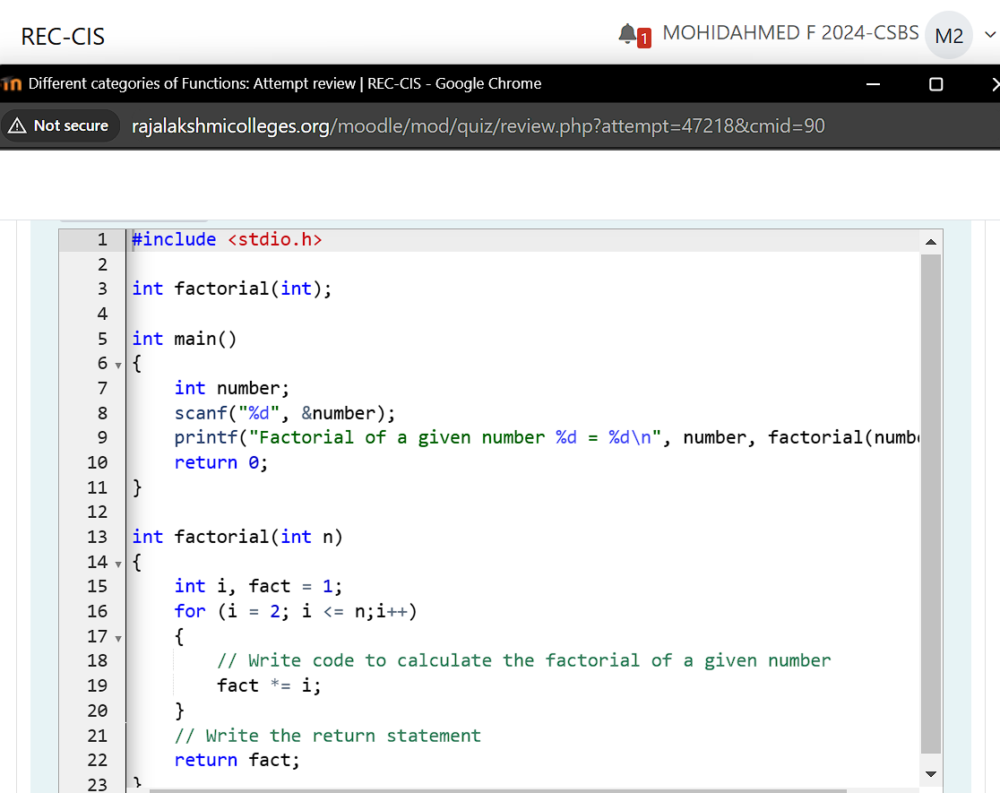 REC-CIS
1 MOHIDAHMED F 2024-CSBS M2
Different categories of Functions: Attempt review | REC-CIS - Google Chrome
Not secure rajalakshmicolleges.org/moodle/mod/quiz/review.php?attempt=47218&cmid=90
1 #include <stdio.h>
2
3 int factorial(int);
4
5 int main()
6 {
7 int number;
8 scanf("%d", &number);
9 printf("Factorial of a given number %d = %d\n", number, factorial(
10 return 0;
11 }
12
13 int factorial(int n)
14 {
15 int i, fact = 1;
16 for (i = 2; i <= n;i++)
17 {
18 // Write code to calculate the factorial of a given number
19 fact *= i;
20 }
21 // Write the return statement
22 return fact;
23 }